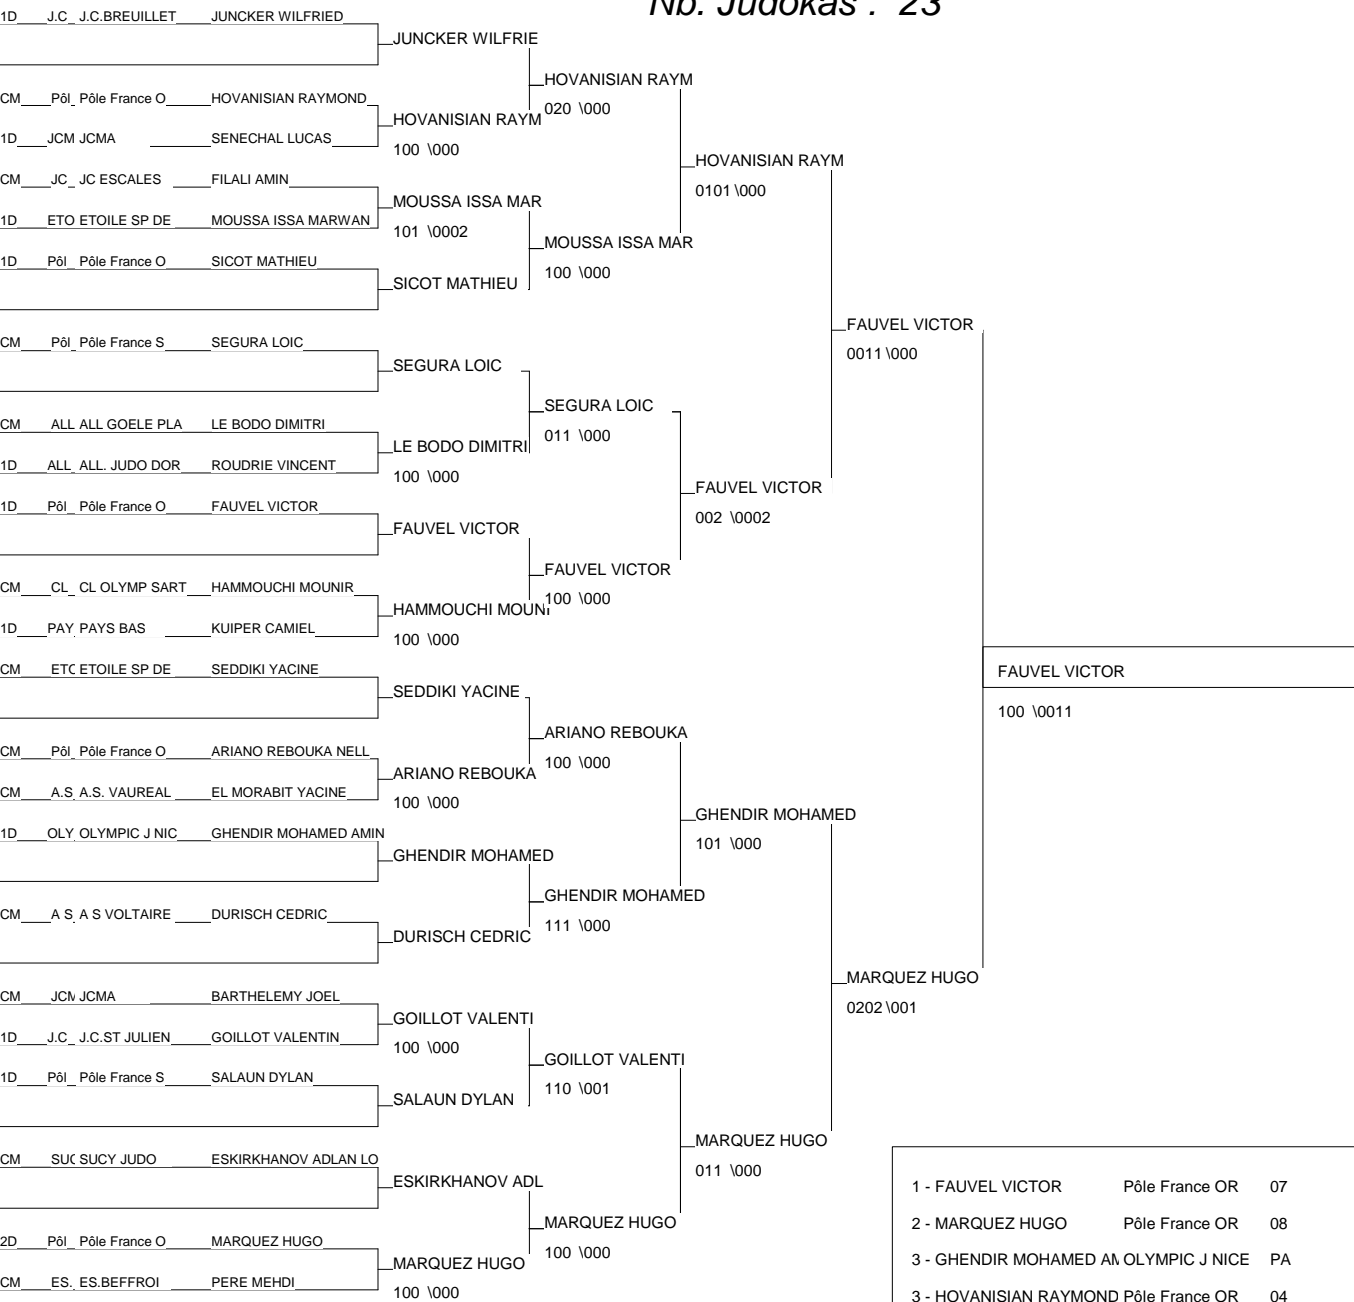 Nb. Judokas : 23
1D J.C J.C.BREUILLET JUNCKER WILFRIED
JUNCKER WILFRIE
HOVANISIAN RAYM
020 \000
CM Pôl Pôle France O HOVANISIAN RAYMOND
HOVANISIAN RAYM
100 \000
1D JCM JCMA SENECHAL LUCAS
HOVANISIAN RAYM
0101 \000
CM JC JC ESCALES FILALI AMIN
MOUSSA ISSA MAR
101 \0002
1D ETO ETOILE SP DE MOUSSA ISSA MARWAN
MOUSSA ISSA MAR
100 \000
1D Pôl Pôle France O SICOT MATHIEU
SICOT MATHIEU
FAUVEL VICTOR
0011 \000
CM Pôl Pôle France S SEGURA LOIC
SEGURA LOIC
SEGURA LOIC
011 \000
CM ALL ALL GOELE PLA LE BODO DIMITRI
LE BODO DIMITRI
100 \000
1D ALL ALL. JUDO DOR ROUDRIE VINCENT
FAUVEL VICTOR
002 \0002
1D Pôl Pôle France O FAUVEL VICTOR
FAUVEL VICTOR
FAUVEL VICTOR
100 \000
CM CL CL OLYMP SART HAMMOUCHI MOUNIR
HAMMOUCHI MOUNI
100 \000
1D PAY PAYS BAS KUIPER CAMIEL
CM ETO ETOILE SP DE SEDDIKI YACINE
FAUVEL VICTOR
100 \0011
SEDDIKI YACINE
ARIANO REBOUKA
100 \000
CM Pôl Pôle France O ARIANO REBOUKA NELL
ARIANO REBOUKA
100 \000
CM A.S A.S. VAUREAL EL MORABIT YACINE
GHENDIR MOHAMED
101 \000
1D OLY OLYMPIC J NIC GHENDIR MOHAMED AMIN
GHENDIR MOHAMED
GHENDIR MOHAMED
111 \000
CM A S A S VOLTAIRE DURISCH CEDRIC
DURISCH CEDRIC
MARQUEZ HUGO
0202 \001
CM JCM JCMA BARTHELEMY JOEL
GOILLOT VALENTI
100 \000
1D J.C J.C.ST JULIEN GOILLOT VALENTIN
GOILLOT VALENTI
110 \001
1D Pôl Pôle France S SALAUN DYLAN
SALAUN DYLAN
MARQUEZ HUGO
011 \000
CM SUC SUCY JUDO ESKIRKHANOV ADLAN LO
ESKIRKHANOV ADL
MARQUEZ HUGO
100 \000
2D Pôl Pôle France O MARQUEZ HUGO
MARQUEZ HUGO
100 \000
CM ES. ES.BEFFROI PERE MEHDI
1 - FAUVEL VICTOR Pôle France OR 07
2 - MARQUEZ HUGO Pôle France OR 08
3 - GHENDIR MOHAMED AM OLYMPIC J NICE PA
3 - HOVANISIAN RAYMOND Pôle France OR 04